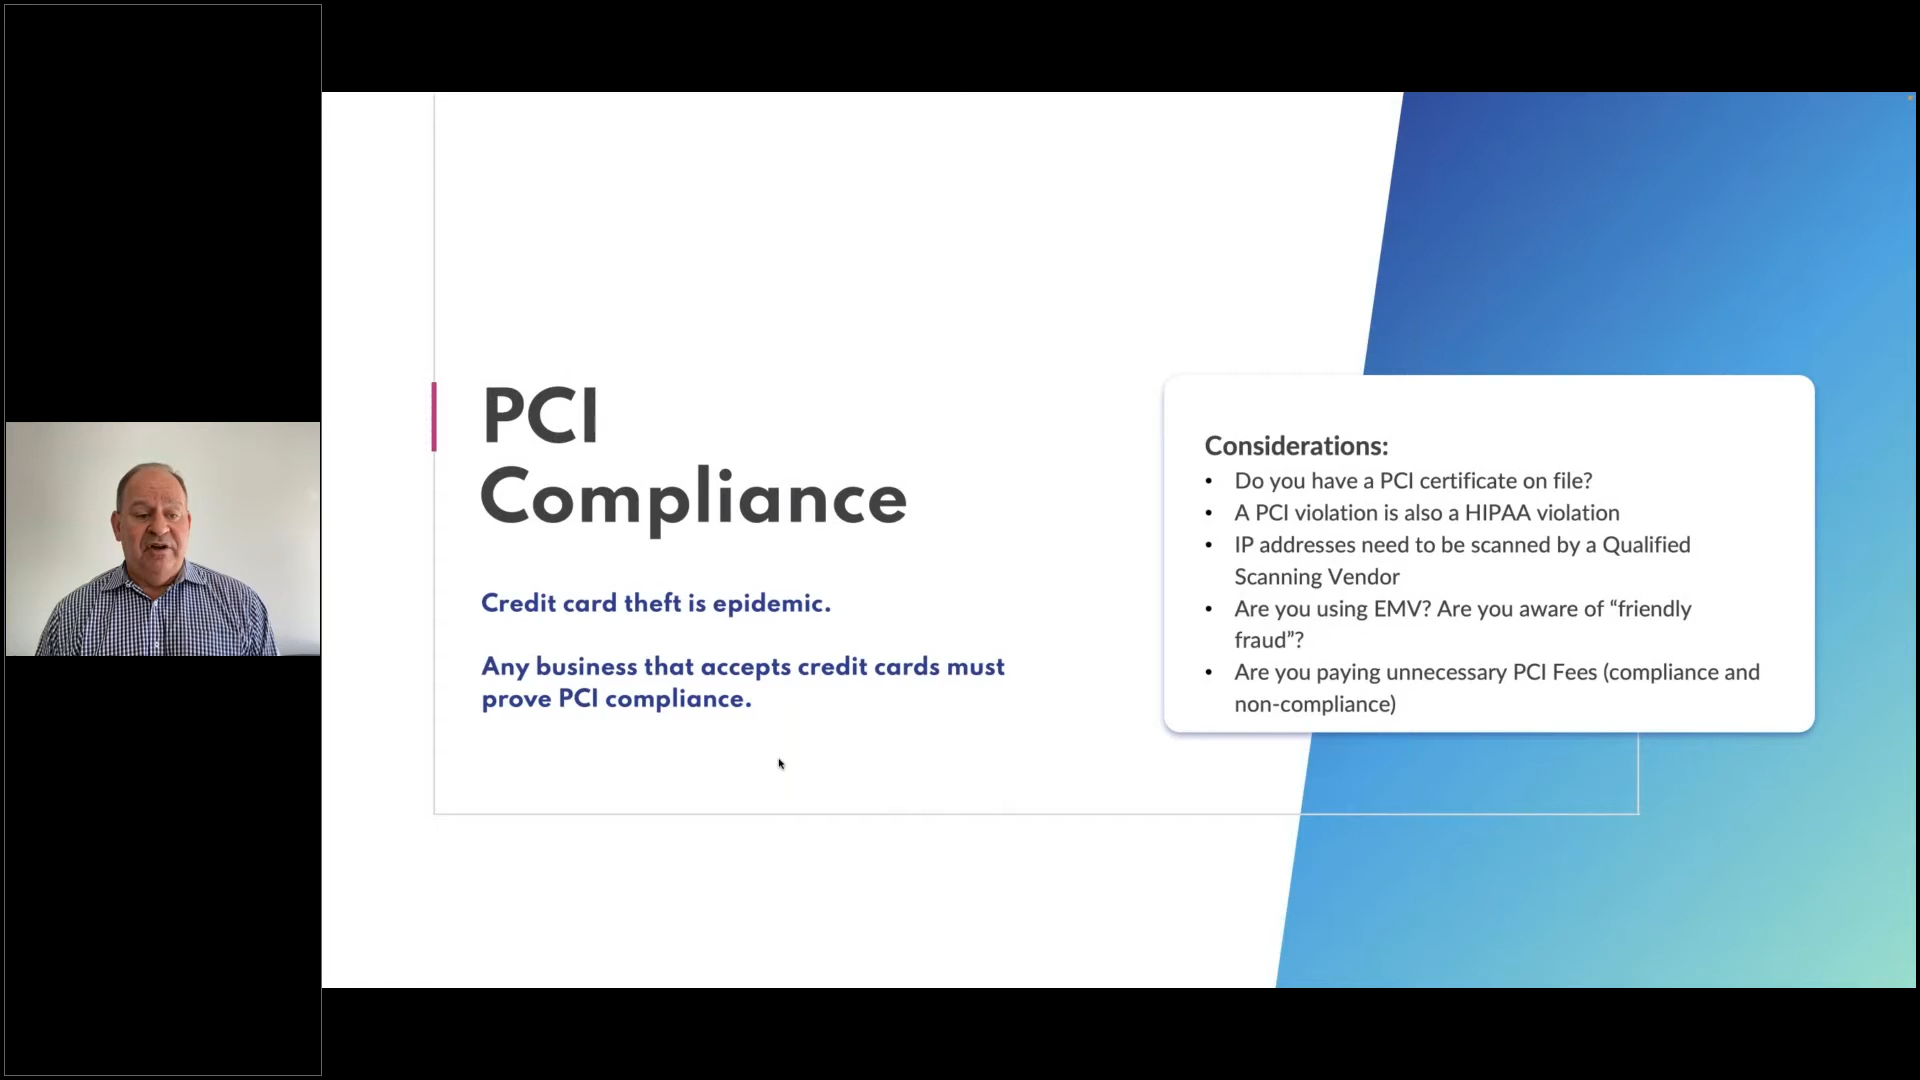 PCI
Compliance
Credit card theft is epidemic.
Any business that accepts credit cards must
prove PCI compliance.
Considerations:
• Do you have a PCI certificate on file?
• A PCI violation is also a HIPAA violation
• IP addresses need to be scanned by a Qualified
Scanning Vendor
• Are you using EMV? Are you aware of “friendly
fraud”?
• Are you paying unnecessary PCI Fees (compliance and
non-compliance)